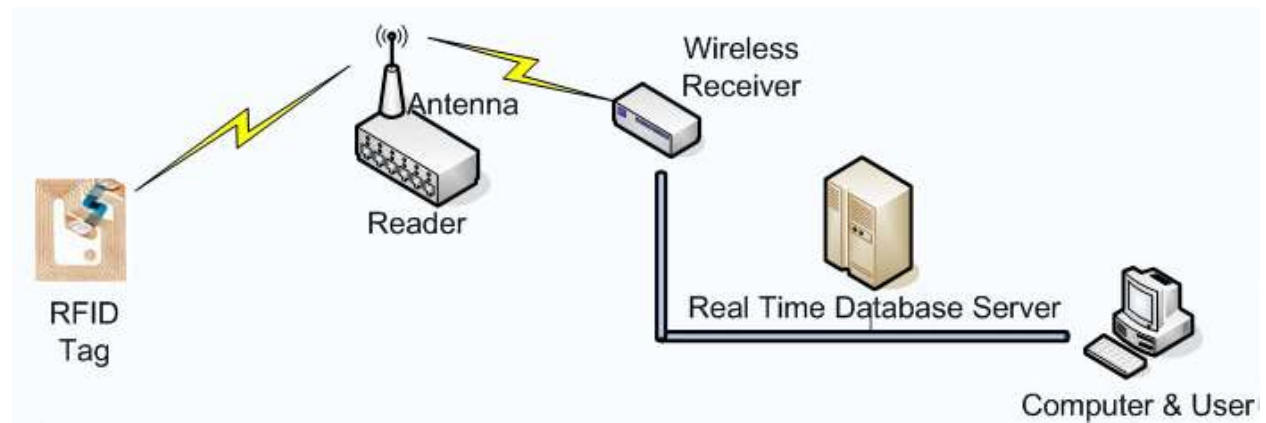 Wireless
Receiver
Antenna
Reader
RFID
Tag
Real Time Database Server
Computer & User